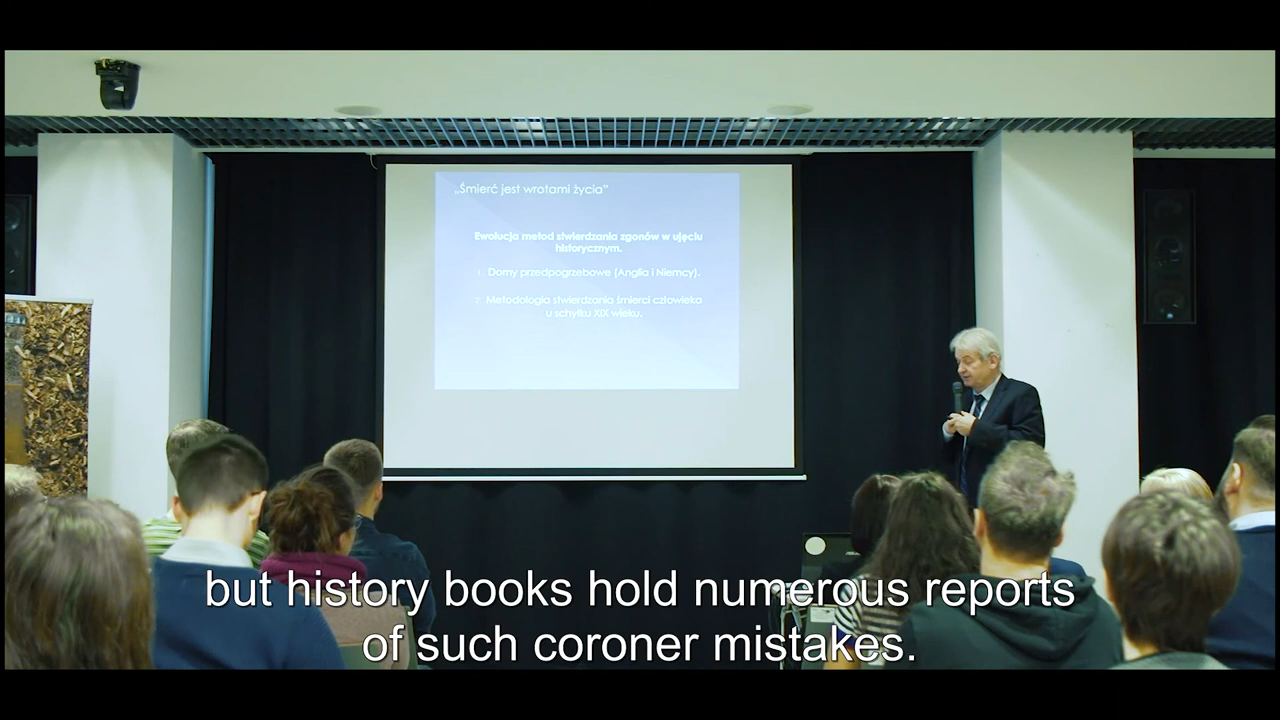 „Śmierć jest wrotami życia”
Ewolucja metod stwierdzania zgonów w ujęciu
historycznym.
1. Domy przedpogrzebowe (Anglia i Niemcy).
2. Metodologia stwierdzania śmierci człowieka
u schyłku XIX wieku.
but history books hold numerous reports
of such coroner mistakes.